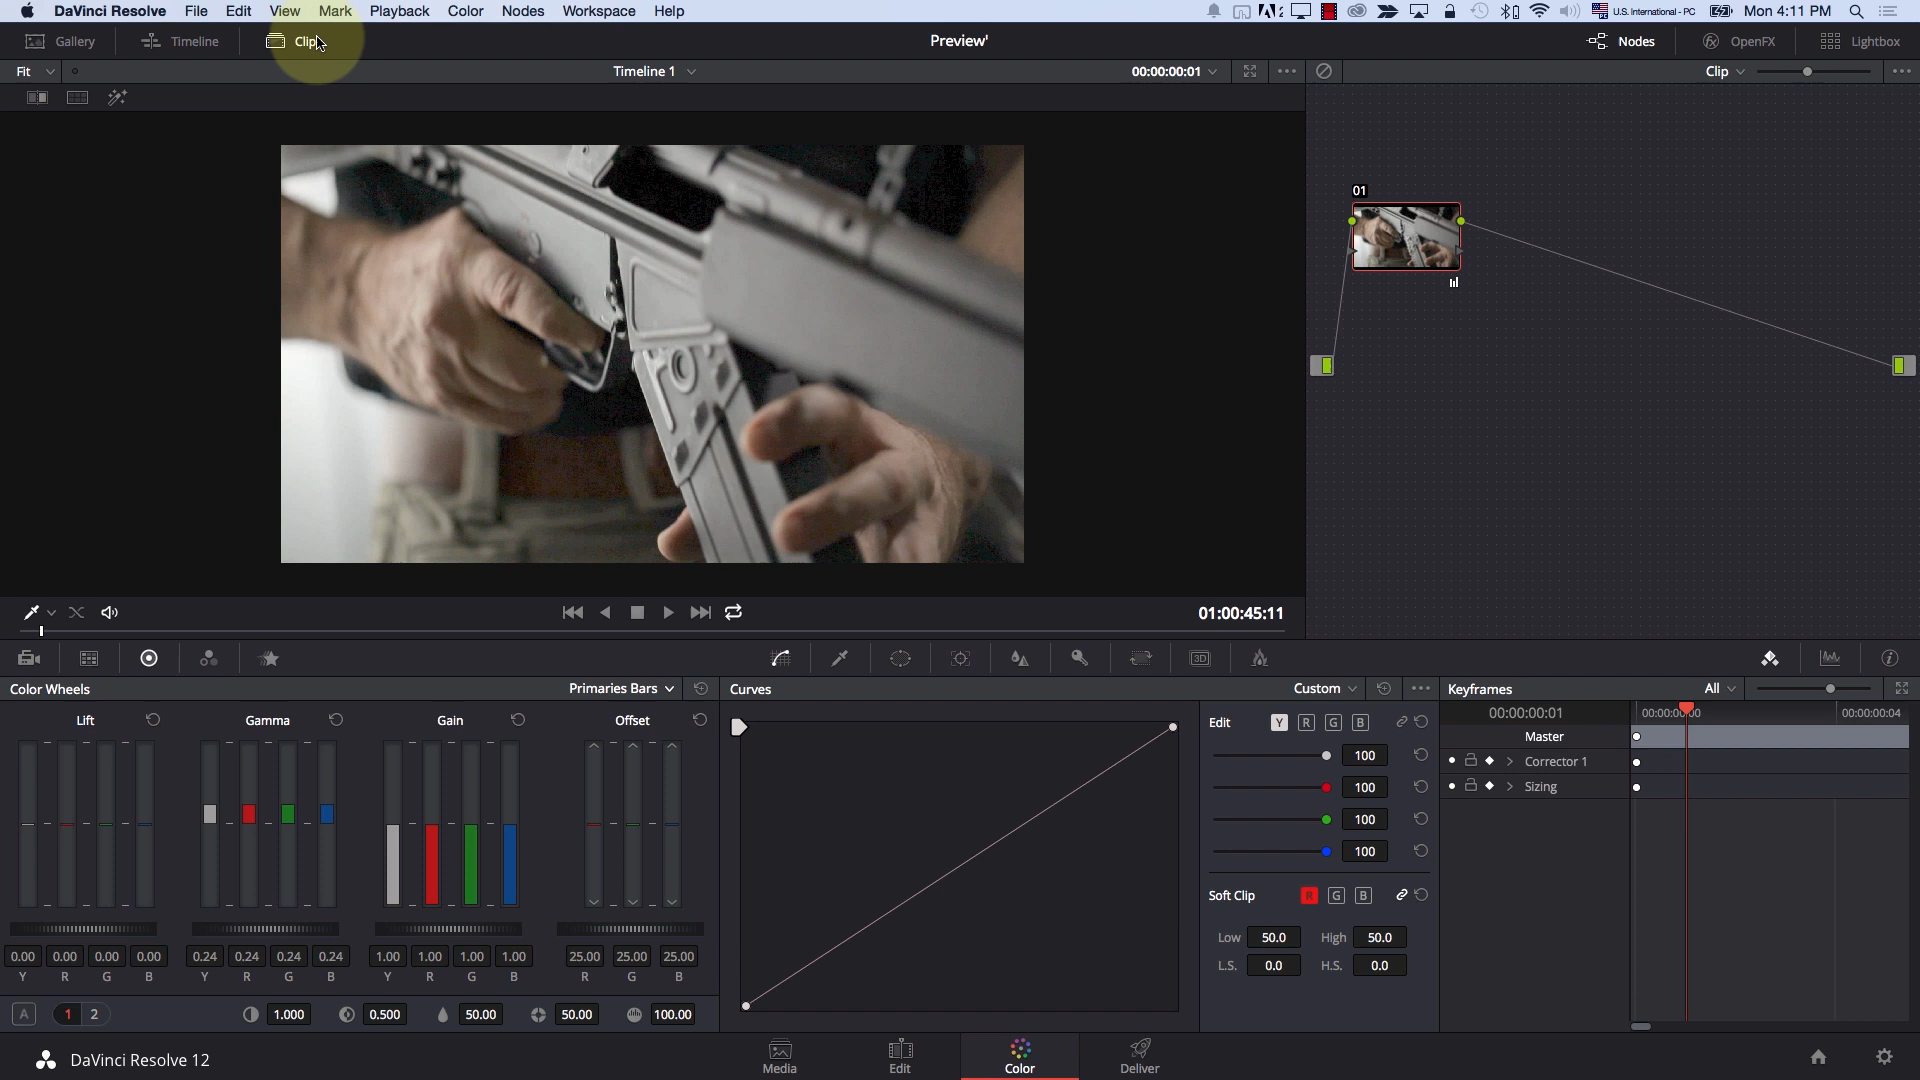 DaVinci Resolve File Edit View Mark Playback Color Nodes Workspace Help
U.S. International - PC Mon 4:11 PM
Gallery Timeline Clip Preview' Nodes OpenFX Lightbox
Fit Timeline 1 00:00:00:01 Clip
01
01:00:45:11
Color Wheels Primaries Bars Curves Custom Keyframes All
Lift Gamma Gain Offset
Edit Y R G B
00:00:00:01 00:00:00:00 00:00:00:04
Master
100
Corrector 1
100
Sizing
100
100
Soft Clip R G B
Low 50.0 High 50.0
L.S. 0.0 H.S. 0.0
0.00 0.00 0.00 0.00 0.24 0.24 0.24 0.24 1.00 1.00 1.00 1.00 25.00 25.00 25.00
Y R G B Y R G B Y R G B R G B
A 1 2 1.000 0.500 50.00 50.00 100.00
DaVinci Resolve 12
Media Edit Color Deliver
3D